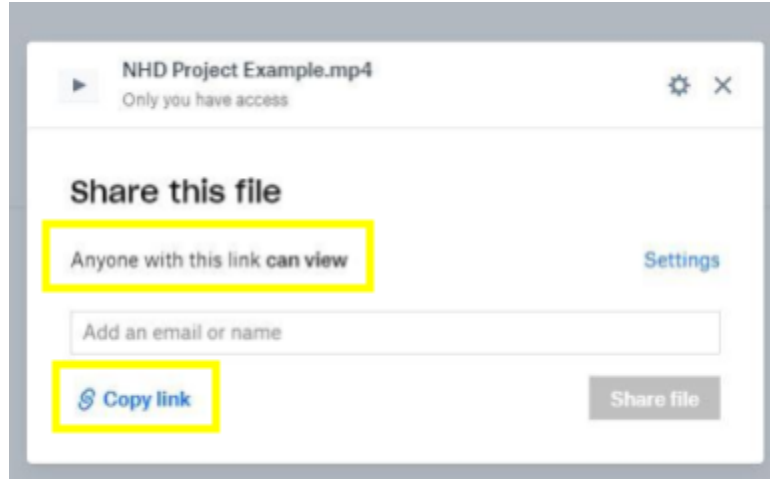 NHD Project Example.mp4
Only you have access
Share this file
Anyone with this link can view
Settings
Add an email or name
Copy link
Share file